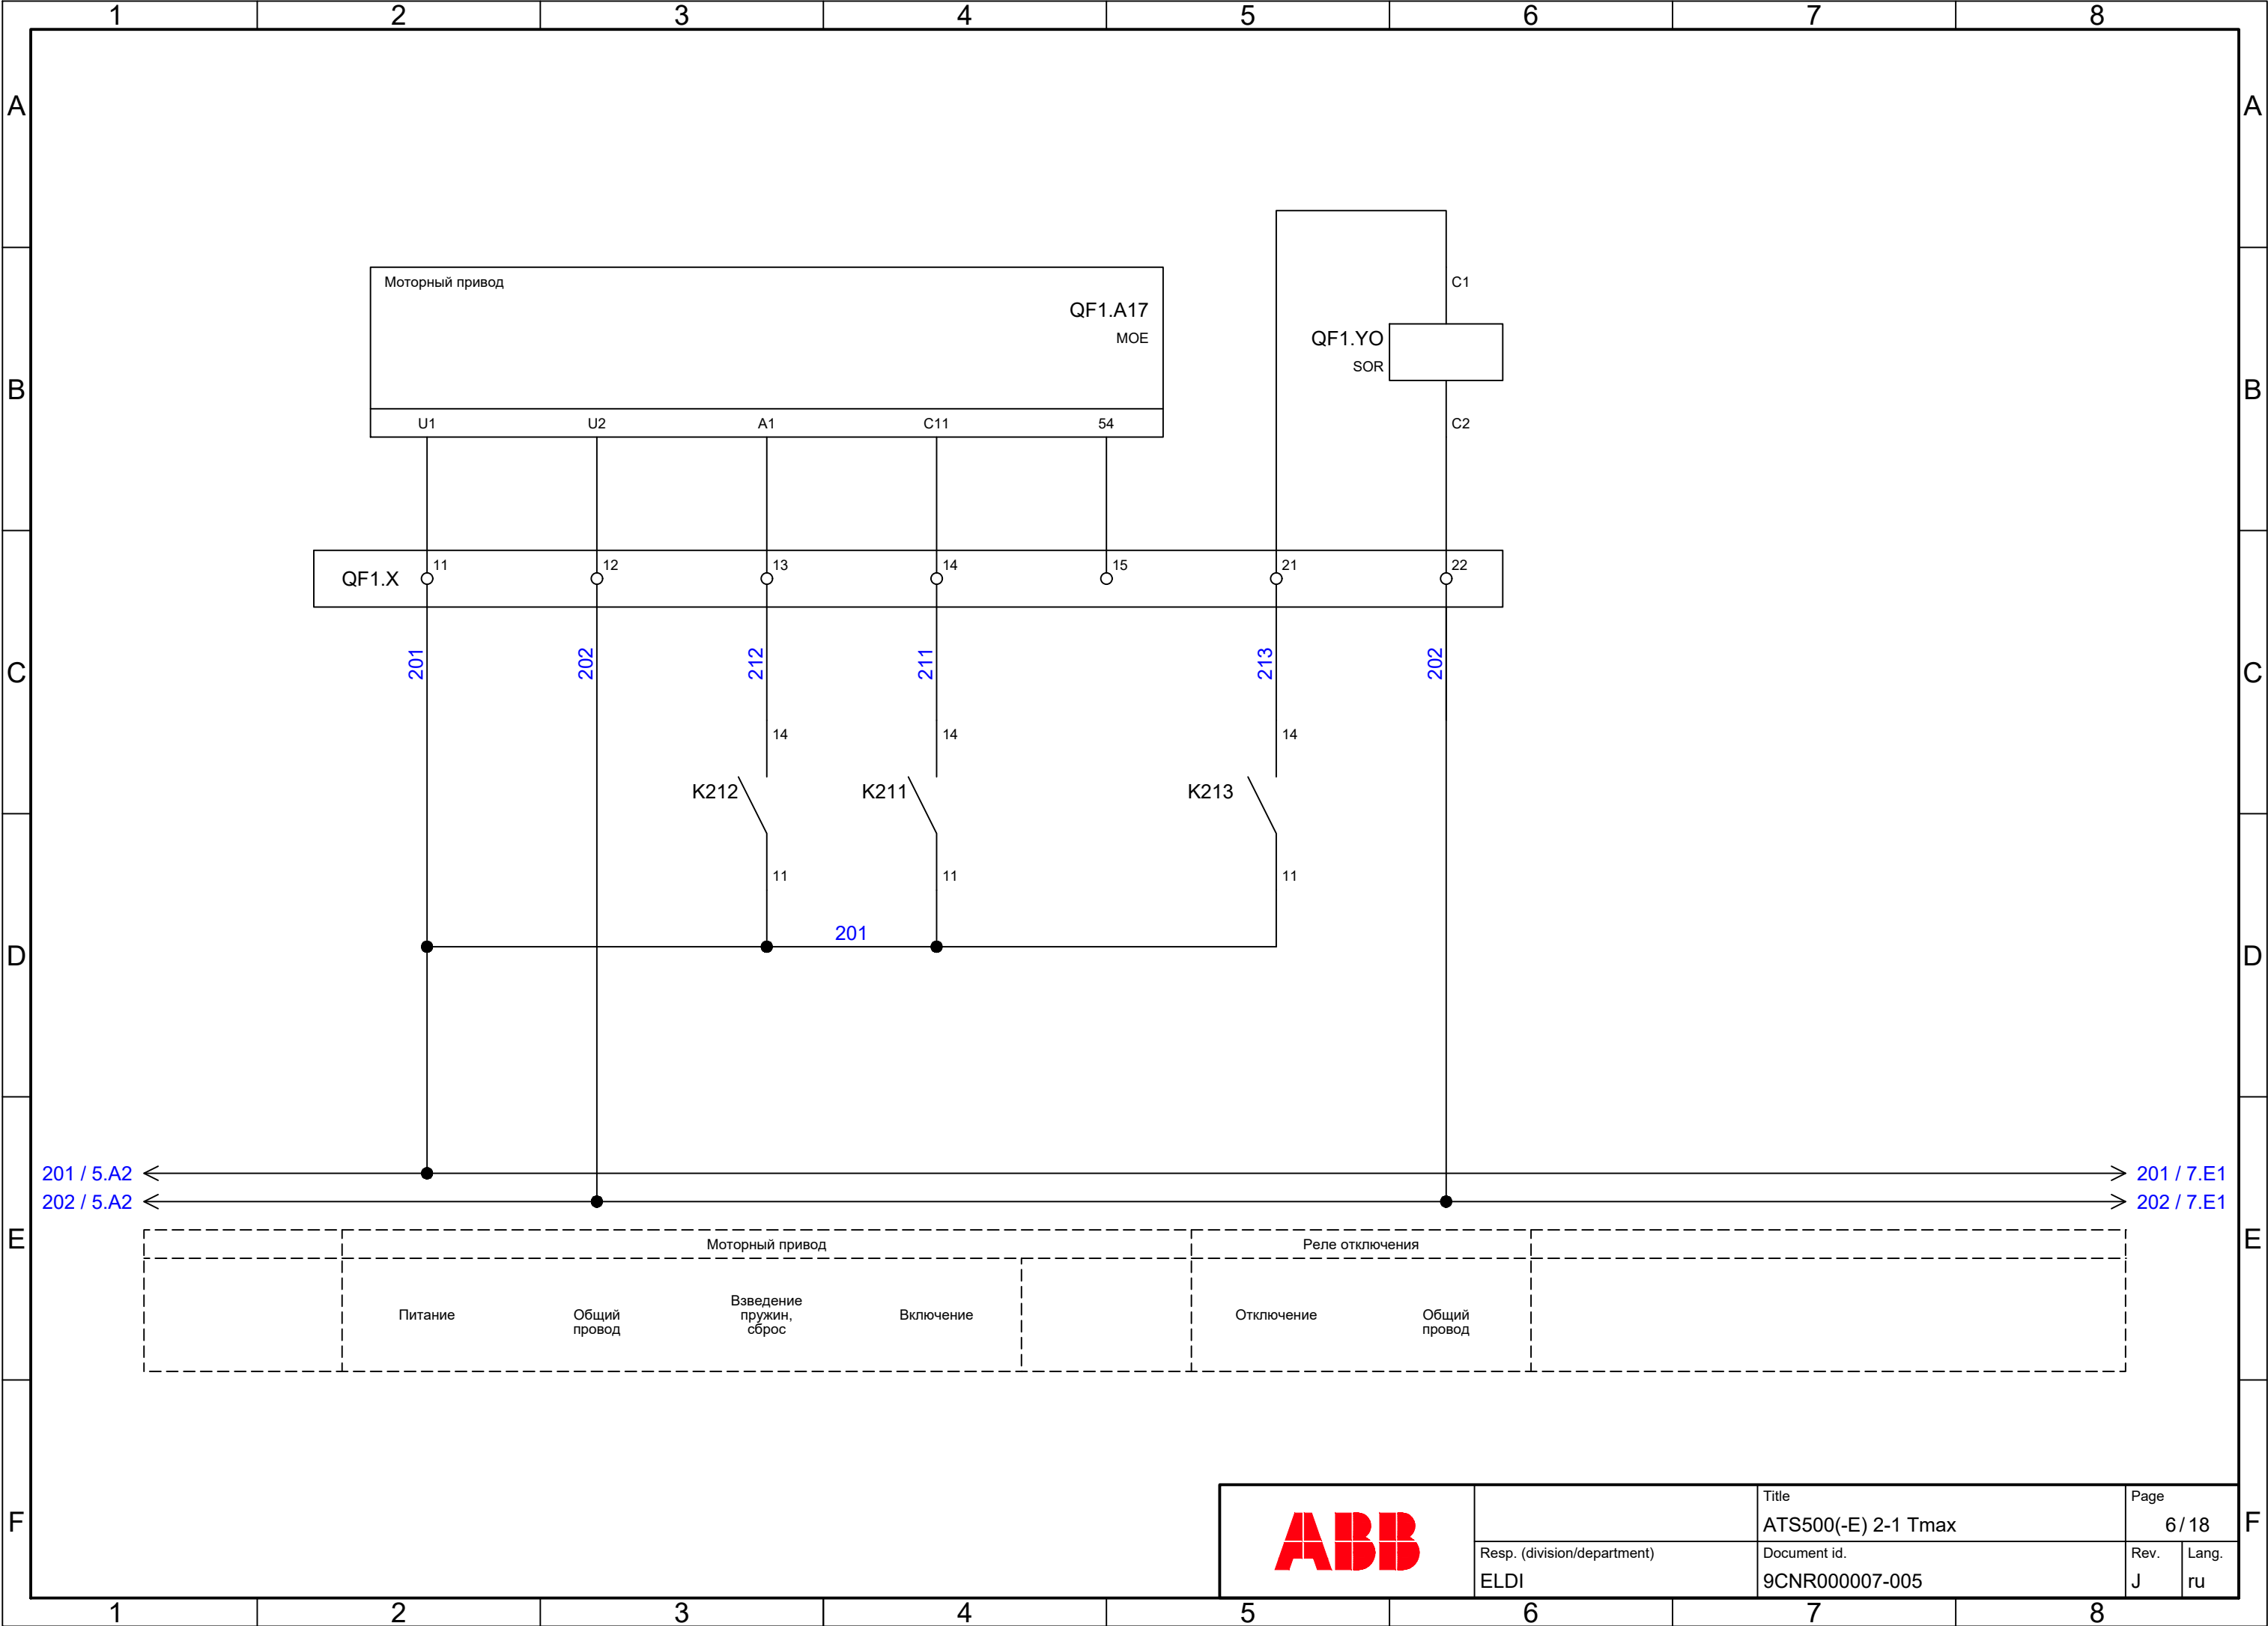 1 2 3 4 5 6 7 8
A A
Моторный привод
QF1.A17
MOE
C1
QF1.YO
SOR
B B
U1 U2 A1 C11 54
C2
QF1.X 11 12 13 14 15 21 22
201 202 212 211 213 202
C C
14 14 14
K212 K211 K213
11 11 11
201
D D
201 / 5.A2 201 / 7.E1
202 / 5.A2 202 / 7.E1
E E
Моторный привод Реле отключения
Питание
Общий
провод
Взведение
пружин,
сброс
Включение
Отключение
Общий
провод
F F
ABB
Title
ATS500(-E) 2-1 Tmax
Page
6/18
Resp. (division/department)
ELDI
Document id.
9CNR000007-005
Rev.
J
Lang.
ru
1 2 3 4 5 6 7 8